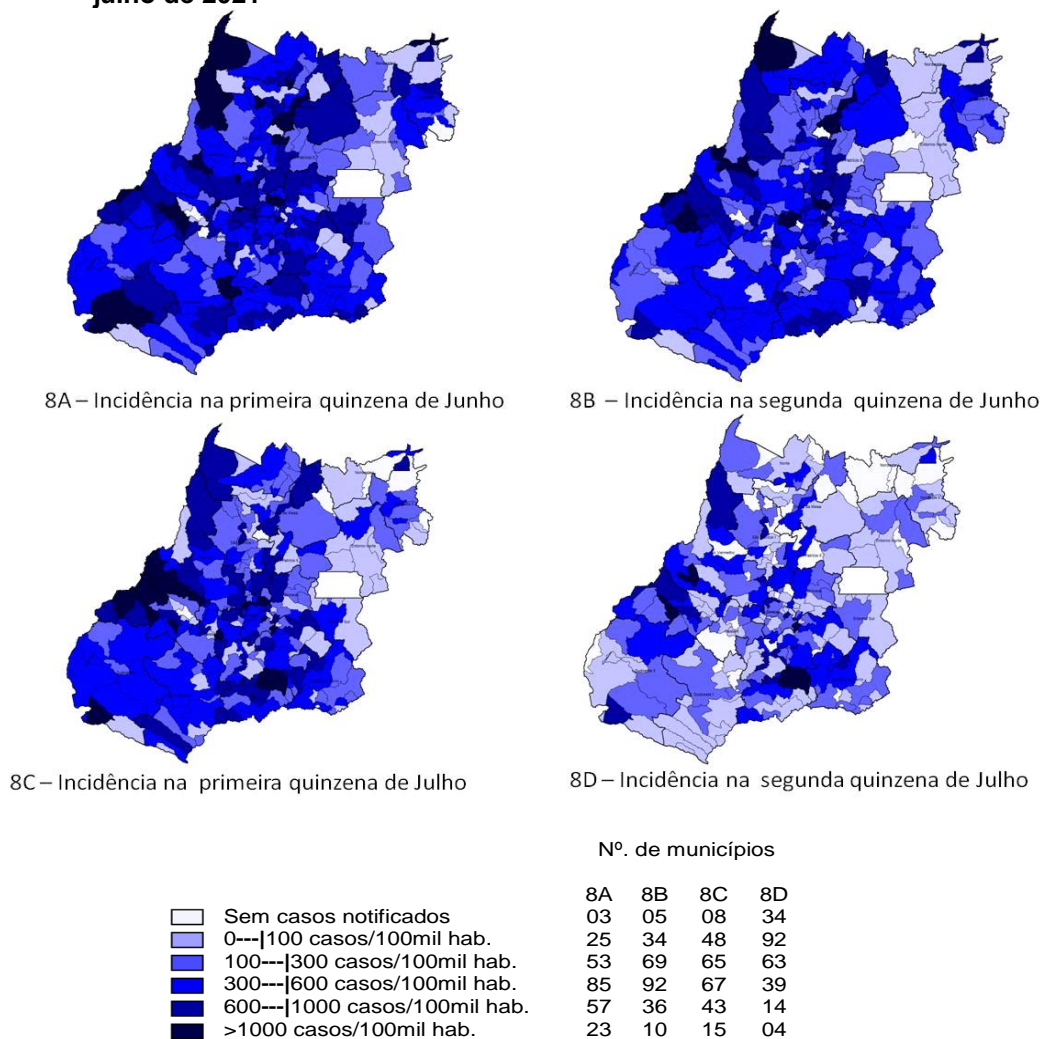 julho de 2021
8A – Incidência na primeira quinzena de Junho
8B – Incidência na segunda quinzena de Junho
8C – Incidência na primeira quinzena de Julho
8D – Incidência na segunda quinzena de Julho
Nº. de municípios
8A 8B 8C 8D
Sem casos notificados 03 05 08 34
0---|100 casos/100mil hab. 25 34 48 92
100---|300 casos/100mil hab. 53 69 65 63
300---|600 casos/100mil hab. 85 92 67 39
600---|1000 casos/100mil hab. 57 36 43 14
>1000 casos/100mil hab. 23 10 15 04